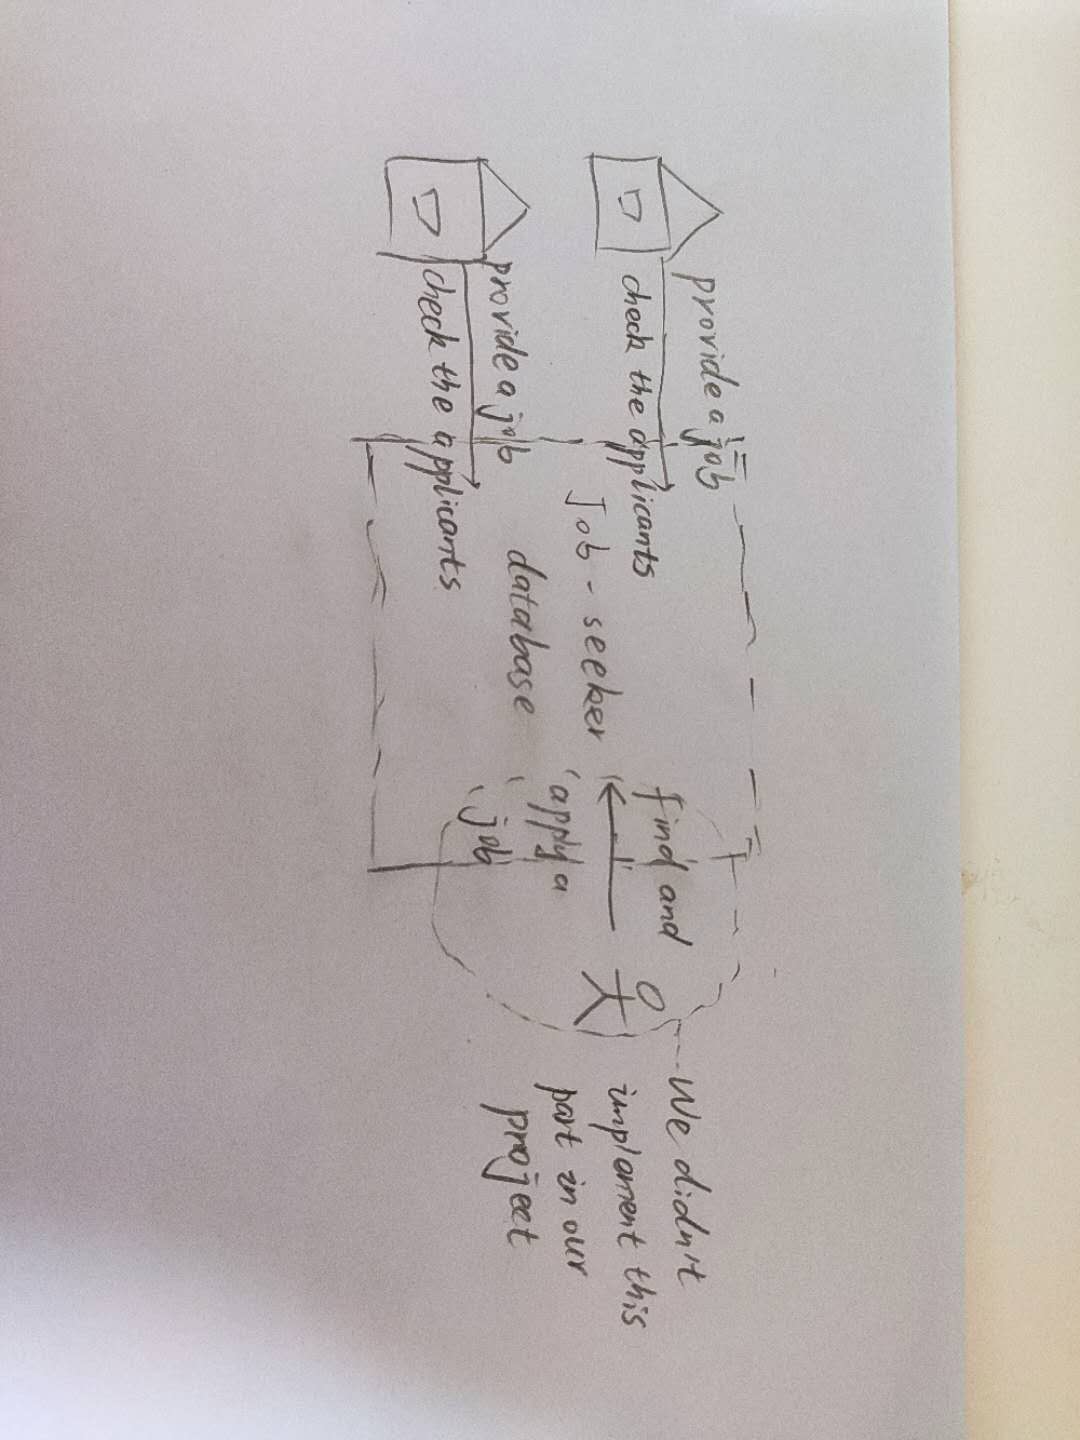 provide a job
check the applicants
Job - seeker
database
provide a job
check the applicants
find and
apply a
job
We didn't
implement this
part in our
project